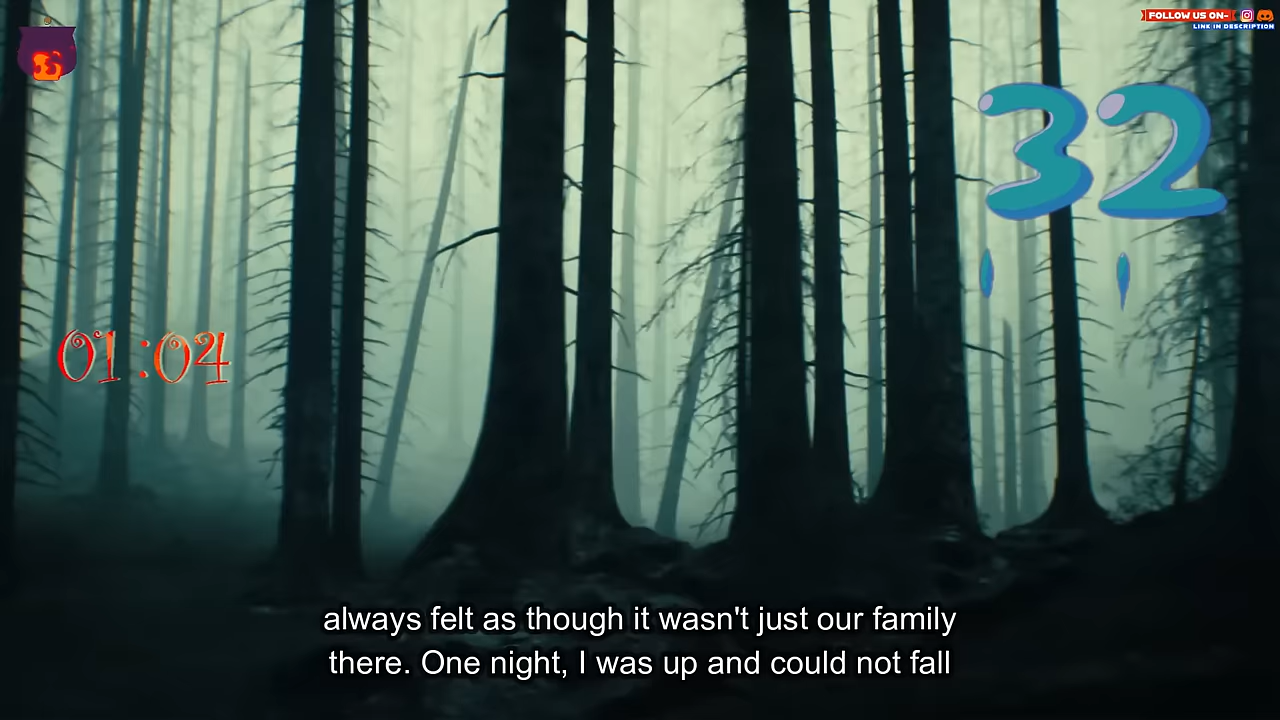 FOLLOW US ON-
LINK IN DESCRIPTION
32
01:04
always felt as though it wasn't just our family
there. One night, I was up and could not fall